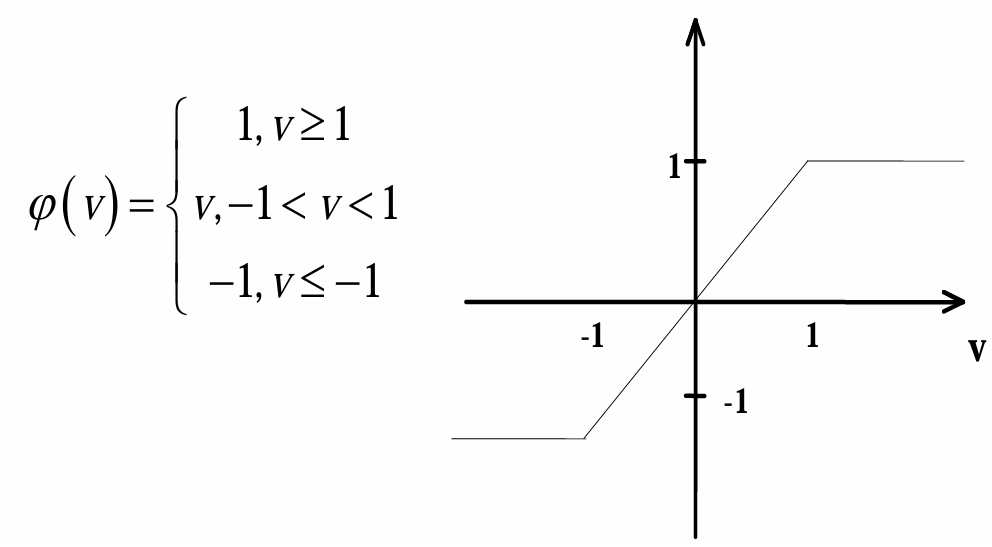 φ(v) = { 1, v ≥ 1
v, −1 < v < 1
−1, v ≤ −1
1
-1
1
v
-1